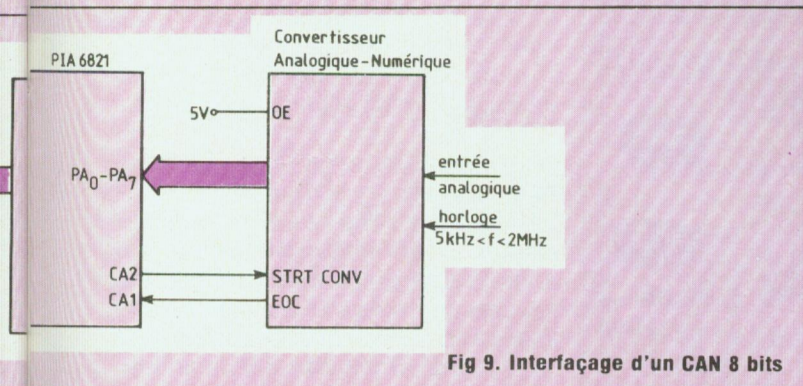 Convertisseur
Analogique-Numérique
PIA 6821
5V
OE
PA0-PA7
entrée
analogique
horloge
5kHz<f<2MHz
CA2
STRT CONV
CA1
EOC
Fig 9. Interfaçage d'un CAN 8 bits